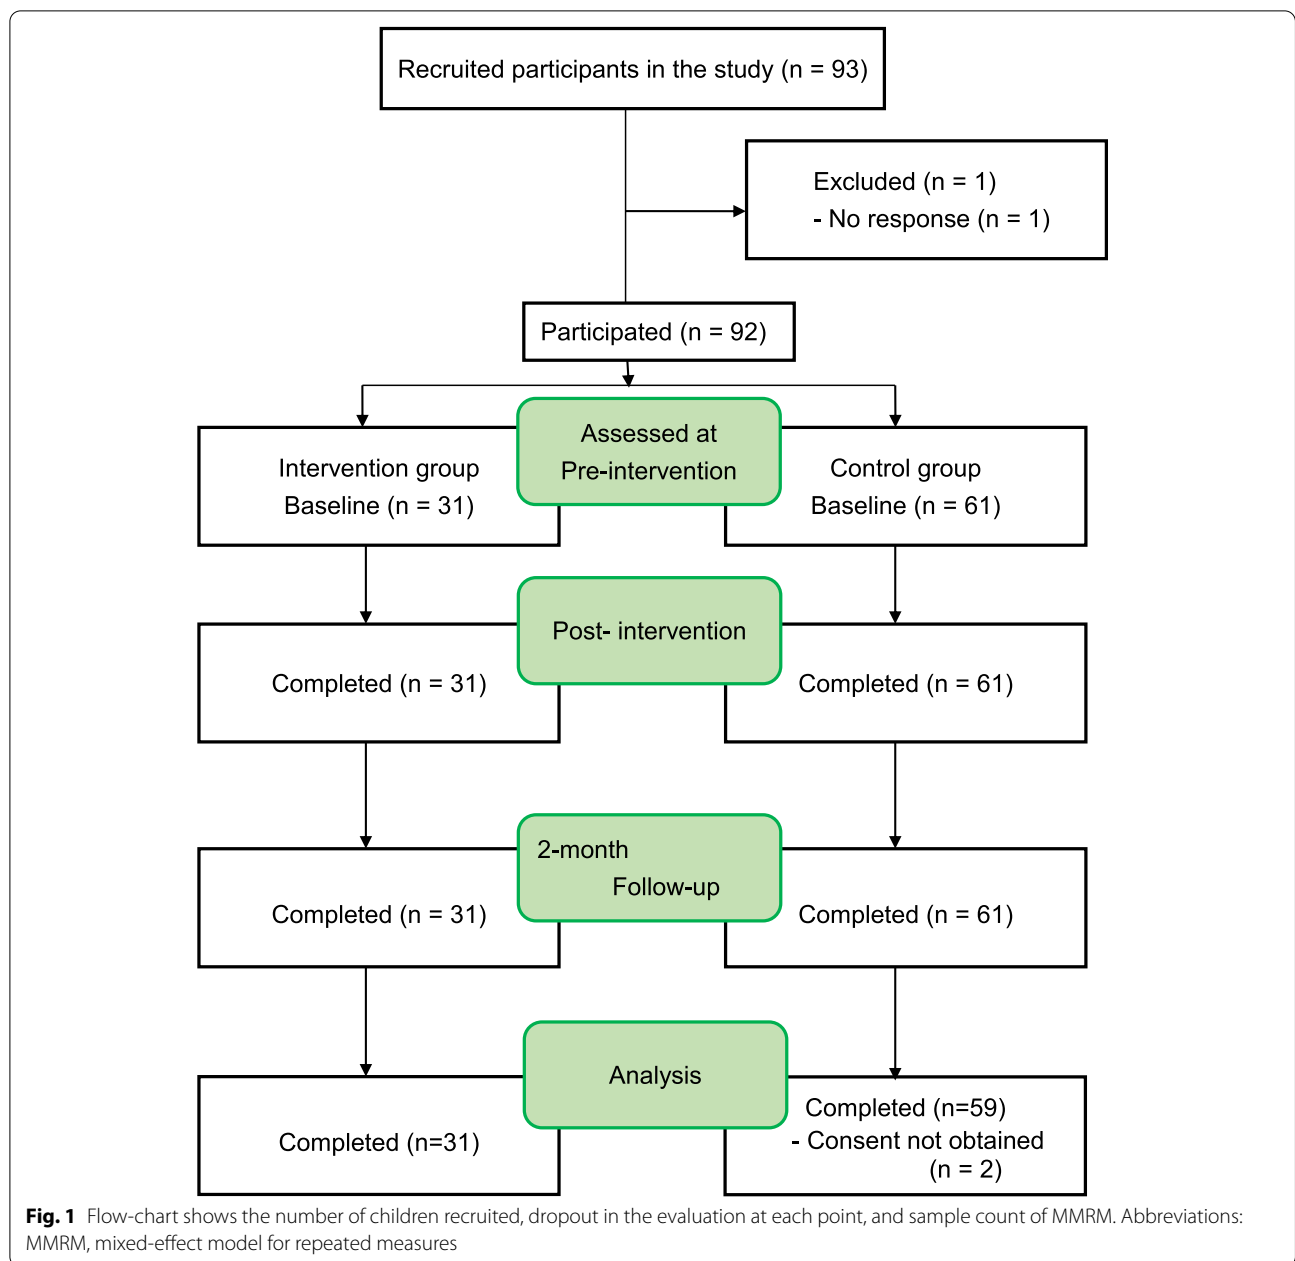 Recruited participants in the study (n = 93)
Excluded (n = 1)
- No response (n = 1)
Participated (n = 92)
Assessed at
Pre-intervention
Intervention group
Baseline (n = 31)
Control group
Baseline (n = 61)
Post- intervention
Completed (n = 31)
Completed (n = 61)
2-month
Follow-up
Completed (n = 31)
Completed (n = 61)
Analysis
Completed (n=31)
Completed (n=59)
- Consent not obtained
(n = 2)
Fig. 1 Flow-chart shows the number of children recruited, dropout in the evaluation at each point, and sample count of MMRM. Abbreviations:
MMRM, mixed-effect model for repeated measures